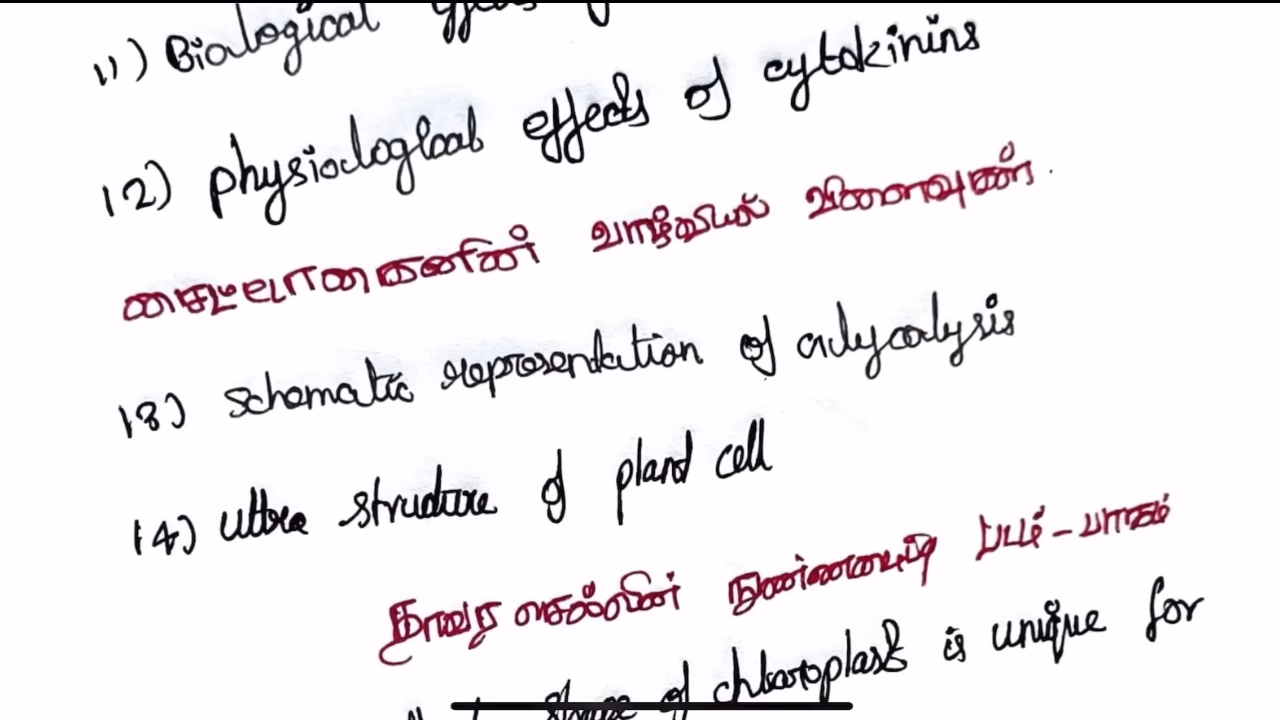 11) Biological
12) physiological effects of cytokinins
சைட்டோகைனின் வாழ்வியல் விளைவுகள்.
13) schematic representation of glycolysis
14) ultra structure of plant cell
தாவர செல்லின் நுண்ணமைப்பு படம் - பாகம்
of chloroplast is unique for